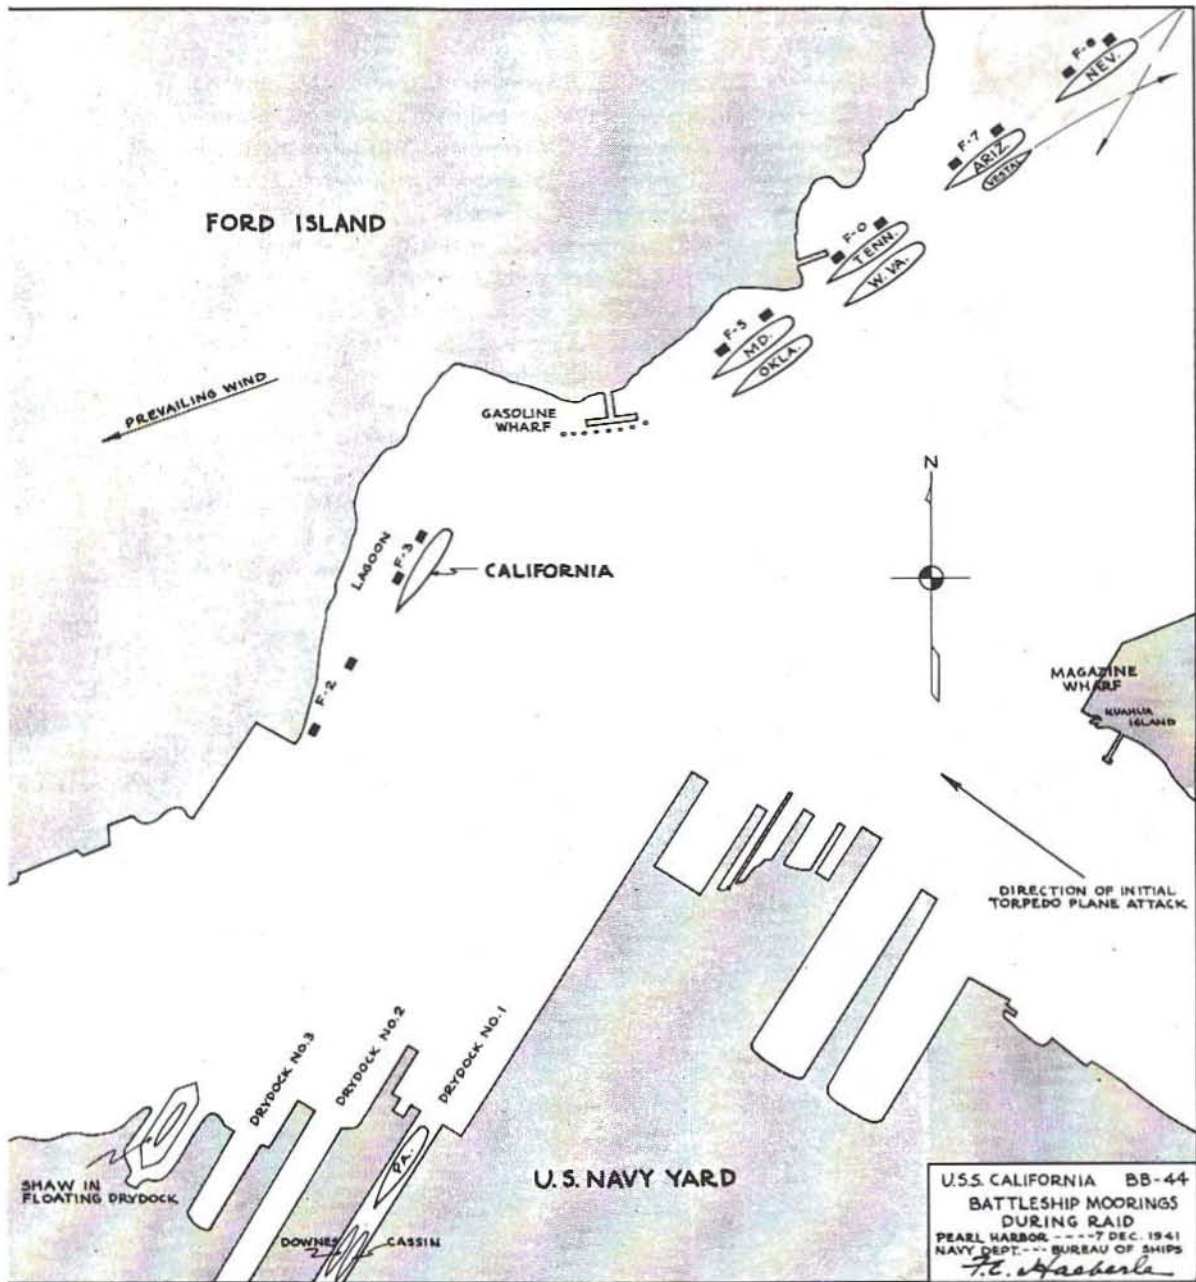 F-8
NEV.
F-7
ARIZ.
VESTAL
FORD ISLAND
F-0
TENN.
W. VA.
F-5
MD.
OKLA.
PREVAILING WIND
GASOLINE
WHARF
N
LAGOON
F-3
CALIFORNIA
F-2
MAGAZINE
WHARF
KUAHUA
ISLAND
DIRECTION OF INITIAL
TORPEDO PLANE ATTACK
DRYDOCK NO.3
DRYDOCK NO.2
DRYDOCK NO.1
PA.
SHAW IN
FLOATING DRYDOCK
U.S. NAVY YARD
DOWNES
CASSIN
U.S.S. CALIFORNIA BB-44
BATTLESHIP MOORINGS
DURING RAID
PEARL HARBOR ----7 DEC. 1941
NAVY DEPT.--- BUREAU OF SHIPS
F.E. Haeberle